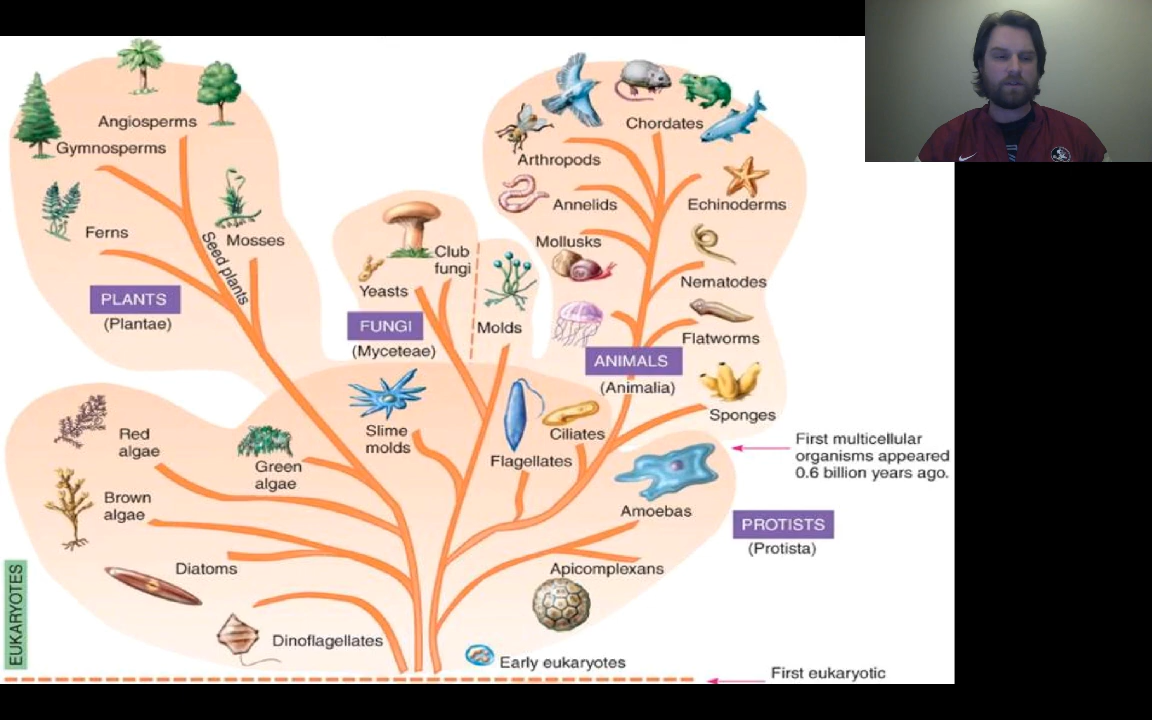 Angiosperms
Gymnosperms
Ferns
Seed plants
Mosses
PLANTS
(Plantae)
Club
fungi
Yeasts
FUNGI
(Myceteae)
Molds
Chordates
Arthropods
Annelids
Echinoderms
Mollusks
Nematodes
Flatworms
ANIMALS
(Animalia)
Sponges
Red
algae
Green
algae
Slime
molds
Ciliates
Flagellates
First multicellular
organisms appeared
0.6 billion years ago.
Brown
algae
Amoebas
PROTISTS
(Protista)
Diatoms
Apicomplexans
EUKARYOTES
Dinoflagellates
Early eukaryotes
First eukaryotic